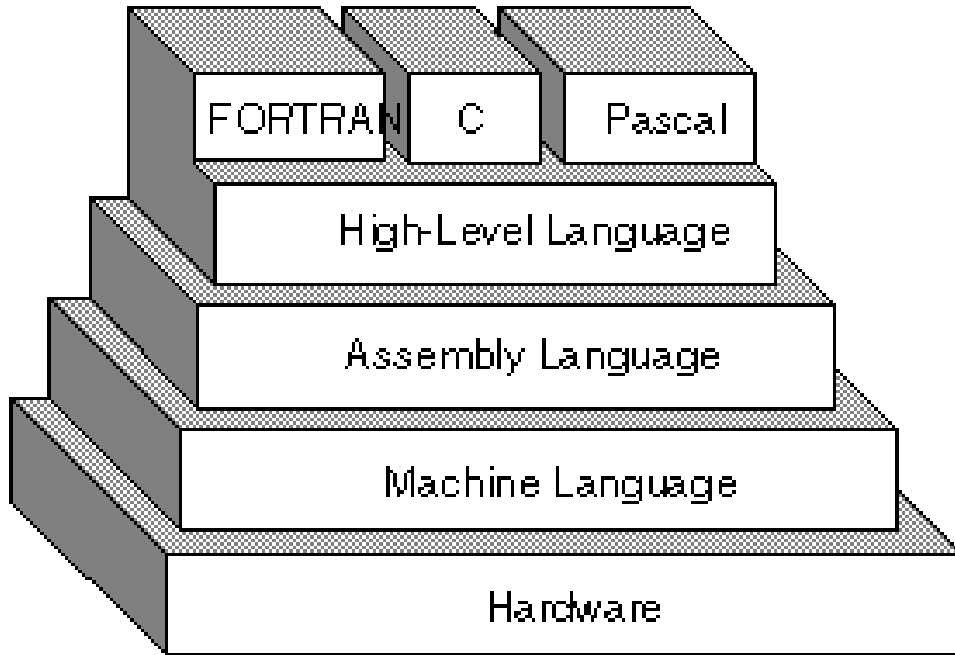 FORTRAN C Pascal
High-Level Language
Assembly Language
Machine Language
Hardware